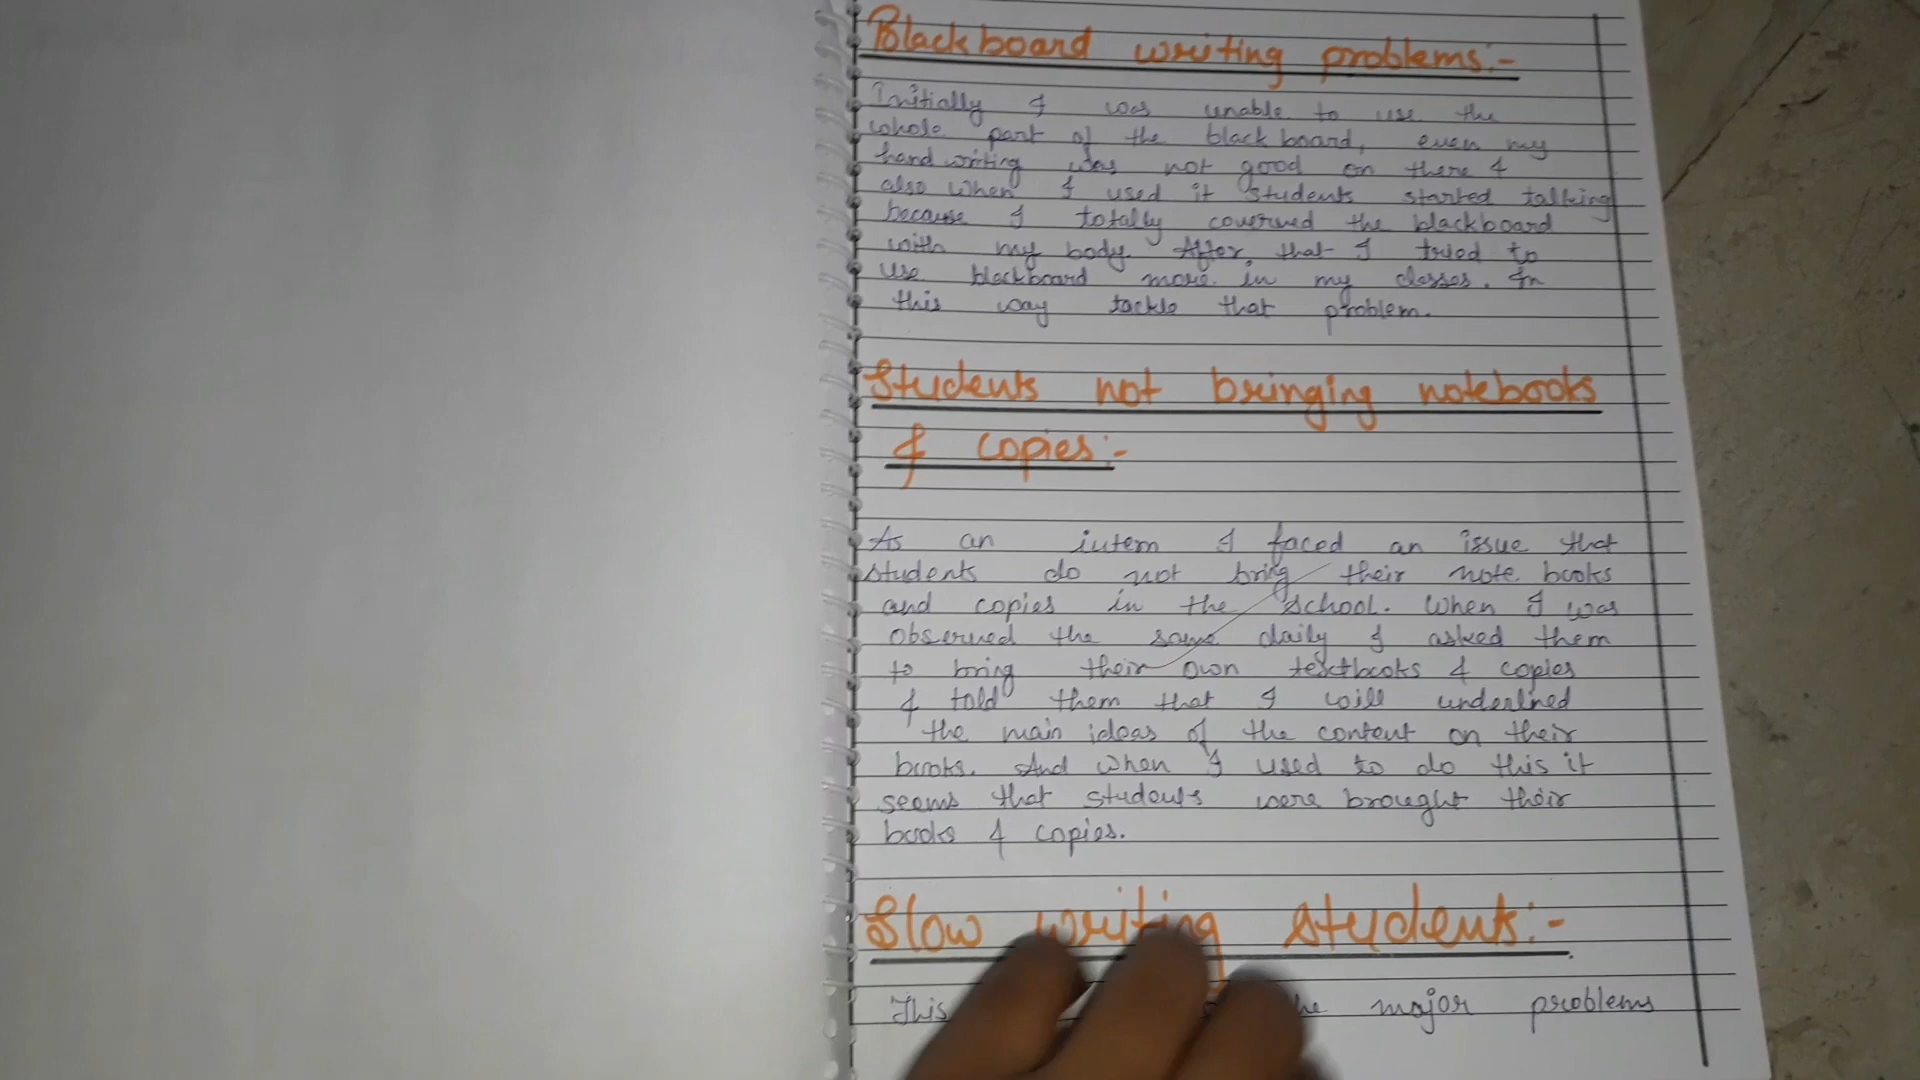 Blackboard writing problems:-
Initially I was unable to use the
whole part of the black board, even my
hand writing was not good on there &
also when I used it students started talking
because I totally coverved the blackboard
with my body. After that I tried to
use blackboard more in my classes. In
this way tackle that problem.
Students not bringing notebooks
& copies:-
As an intern I faced an issue that
students do not bring their note books
and copies in the school. When I was
observed the same daily I asked them
to bring their own textbooks & copies
& told them that I will underlined
the main ideas of the content on their
books. And when I used to do this it
seems that students were brought their
books & copies.
Slow writing students:-
This the major problems